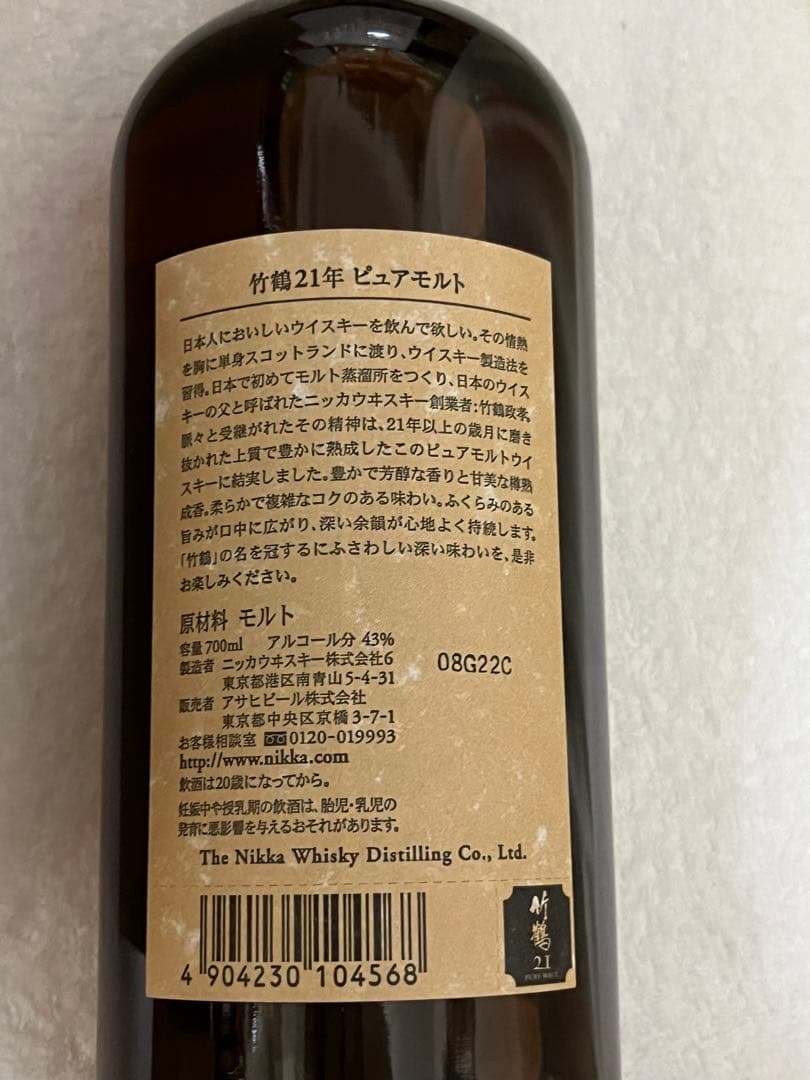 竹鶴21年 ピュアモルト
日本人においしいウイスキーを飲んで欲しい。その情熱
を胸に単身スコットランドに渡り、ウイスキー製造法を
習得。日本で初めてモルト蒸溜所をつくり、日本のウイス
キーの父と呼ばれたニッカウヰスキー創業者：竹鶴政孝。
脈々と受継がれたその精神は、21年以上の歳月に磨き
抜かれた上質で豊かに熟成したこのピュアモルトウイ
スキーに結実しました。豊かで芳醇な香りと甘美な樽熟
成香。柔らかで複雑なコクのある味わい。ふくらみのある
旨みが口中に広がり、深い余韻が心地よく持続します。
「竹鶴」の名を冠するにふさわしい深い味わいを、是非
お楽しみください。
原材料 モルト
容量700ml アルコール分 43%
製造者 ニッカウヰスキー株式会社6
東京都港区南青山5-4-31
08G22C
販売者 アサヒビール株式会社
東京都中央区京橋3-7-1
お客様相談室 0120-019993
http://www.nikka.com
飲酒は20歳になってから。
妊娠中や授乳期の飲酒は、胎児・乳児の
発育に悪影響を与えるおそれがあります。
The Nikka Whisky Distilling Co., Ltd.
4 904230 104568
竹鶴
21
PURE MALT